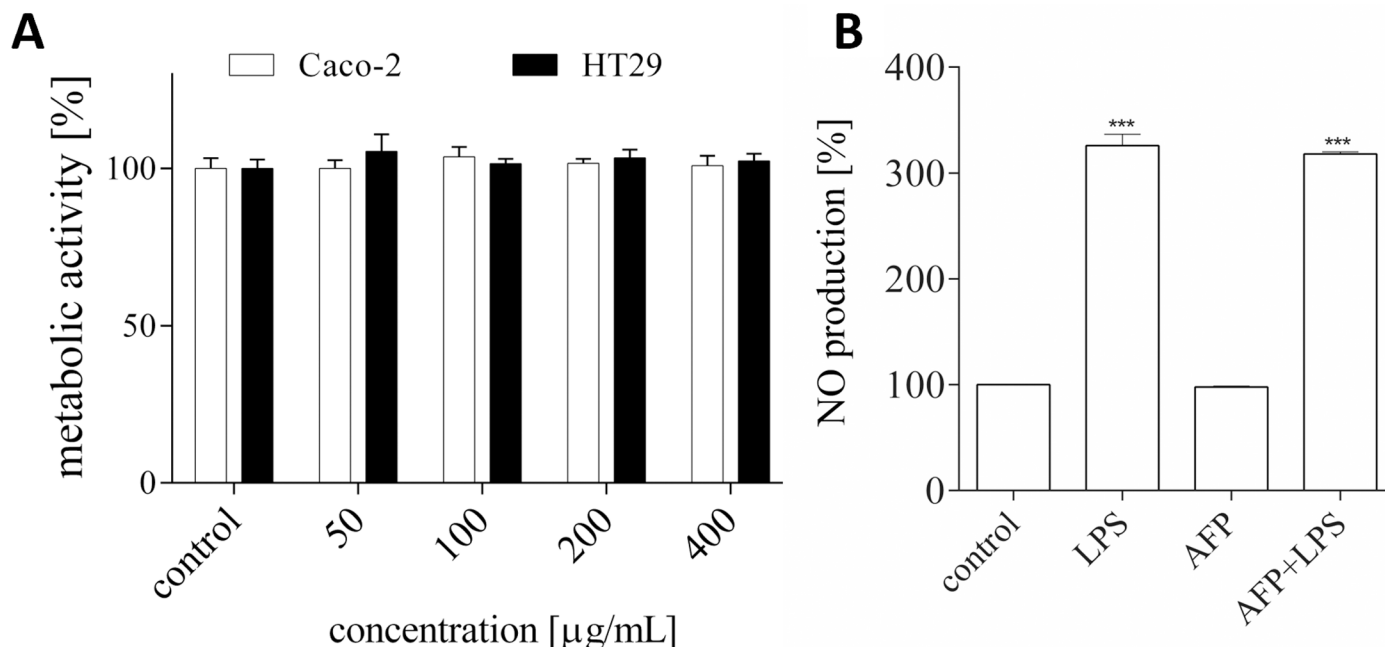 A
Caco-2 HT29
metabolic activity [%]
100
50
0
control 50 100 200 400
concentration [µg/mL]
B
NO production [%]
400
300
200
100
0
*** ***
control LPS AFP AFP+LPS